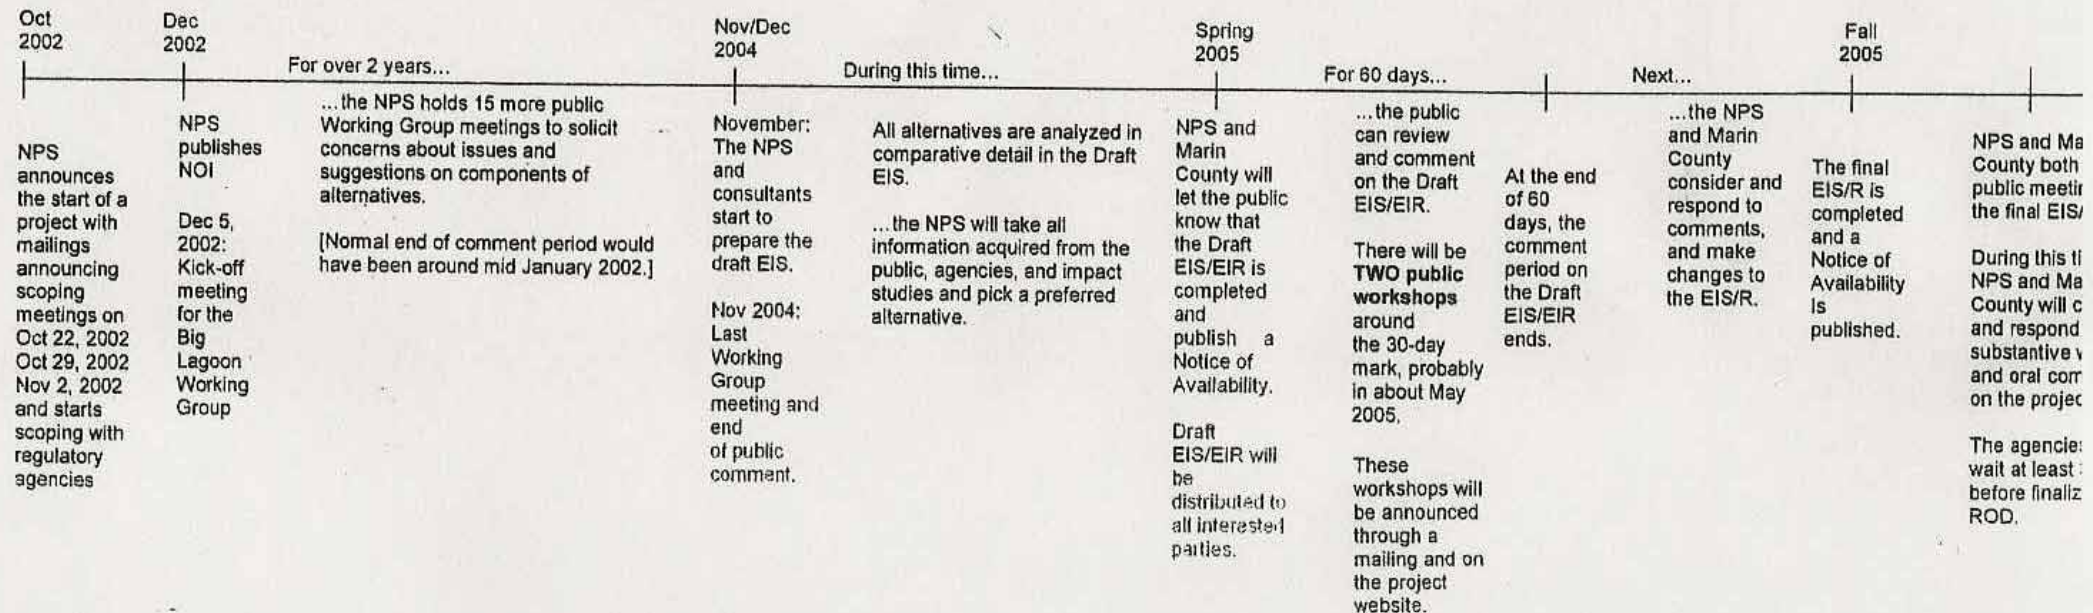 Oct
2002
Dec
2002
For over 2 years...
Nov/Dec
2004
During this time...
Spring
2005
For 60 days...
Next...
Fall
2005
NPS
announces
the start of a
project with
mailings
announcing
scoping
meetings on
Oct 22, 2002
Oct 29, 2002
Nov 2, 2002
and starts
scoping with
regulatory
agencies
NPS
publishes
NOI
Dec 5,
2002:
Kick-off
meeting
for the
Big
Lagoon
Working
Group
...the NPS holds 15 more public
Working Group meetings to solicit
concerns about issues and
suggestions on components of
alternatives.
[Normal end of comment period would
have been around mid January 2002.]
November:
The NPS
and
consultants
start to
prepare the
draft EIS.
Nov 2004:
Last
Working
Group
meeting and
end
of public
comment.
All alternatives are analyzed in
comparative detail in the Draft
EIS.
...the NPS will take all
information acquired from the
public, agencies, and impact
studies and pick a preferred
alternative.
NPS and
Marin
County will
let the public
know that
the Draft
EIS/EIR is
completed
and
publish a
Notice of
Availability.
Draft
EIS/EIR will
be
distributed to
all interested
parties.
...the public
can review
and comment
on the Draft
EIS/EIR.
There will be
TWO public
workshops
around
the 30-day
mark, probably
in about May
2005.
These
workshops will
be announced
through a
mailing and on
the project
website.
At the end
of 60
days, the
comment
period on
the Draft
EIS/EIR
ends.
...the NPS
and Marin
County
consider and
respond to
comments,
and make
changes to
the EIS/R.
The final
EIS/R is
completed
and a
Notice of
Availability
is
published.
NPS and Ma
County both
public meetin
the final EIS/
During this ti
NPS and Ma
County will c
and respond
substantive
and oral com
on the projec
The agencie
wait at least
before finaliz
ROD.